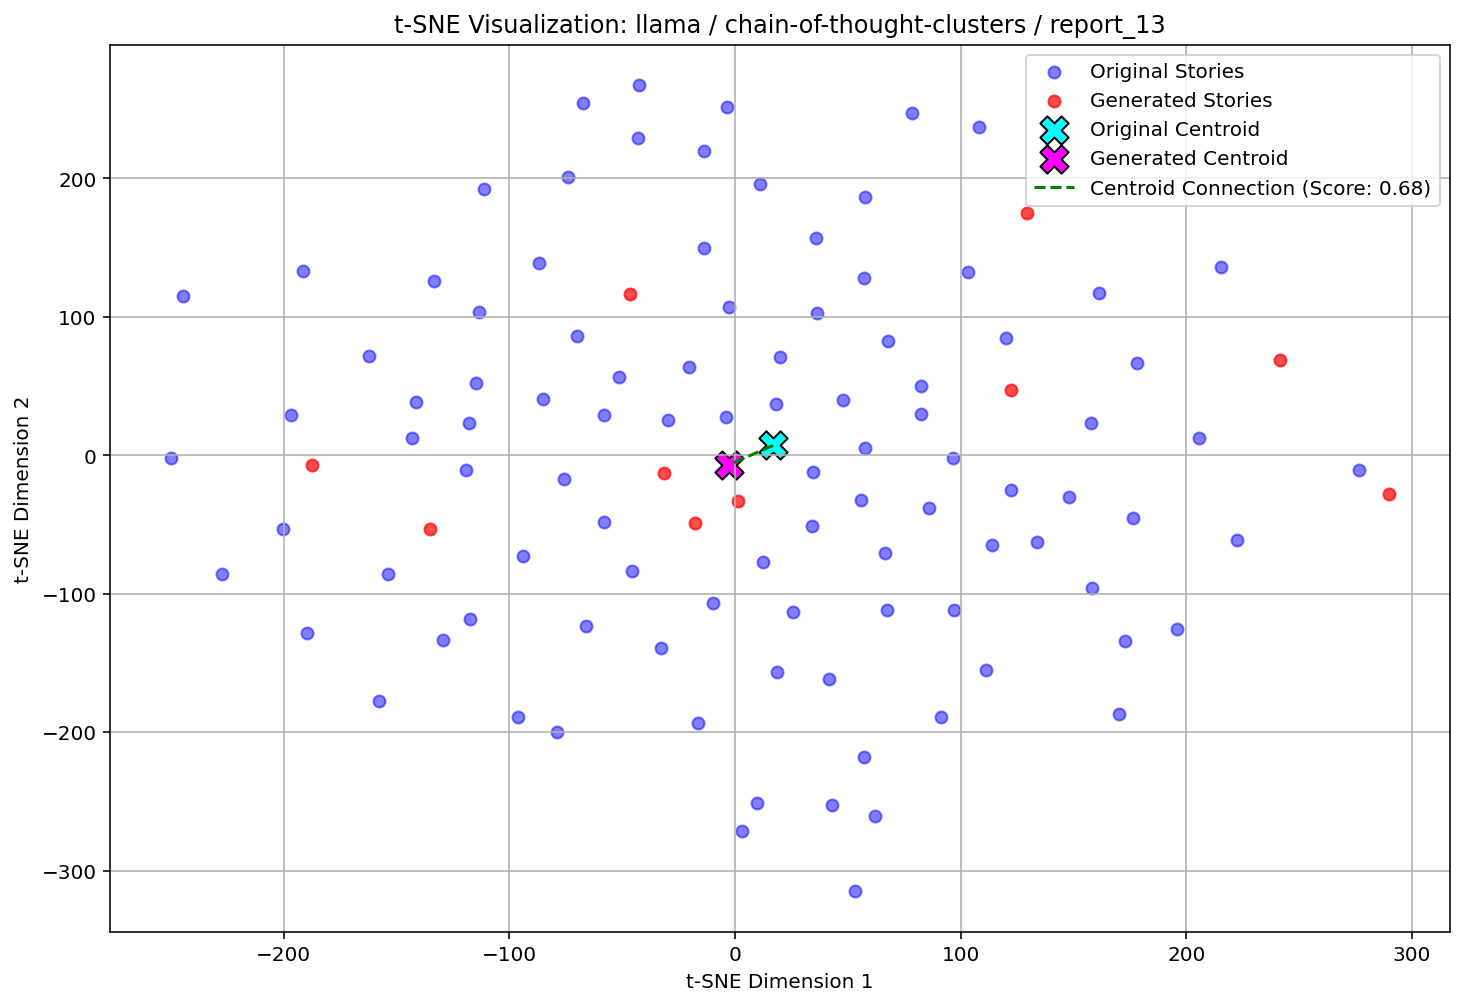 t-SNE Visualization: llama / chain-of-thought-clusters / report_13
Original Stories
Generated Stories
Original Centroid
Generated Centroid
Centroid Connection (Score: 0.68)
t-SNE Dimension 2
200
100
0
−100
−200
−300
−200
−100
0
100
200
300
t-SNE Dimension 1